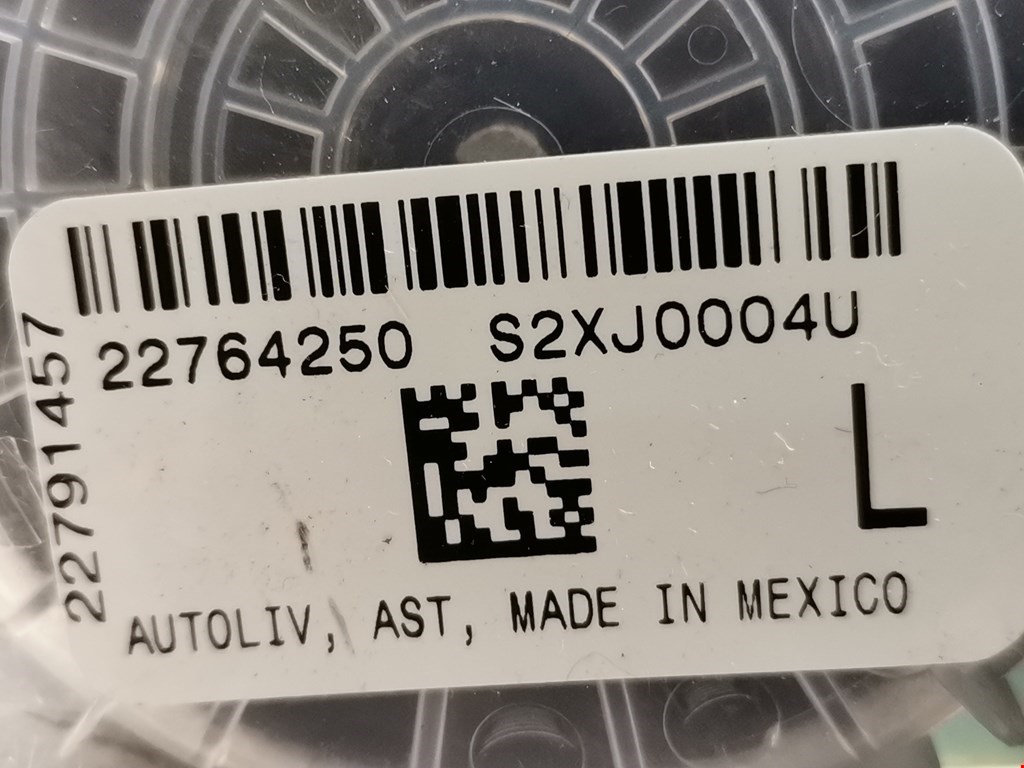 22764250 S2XJ0004U
22791457
L
AUTOLIV, AST, MADE IN MEXICO